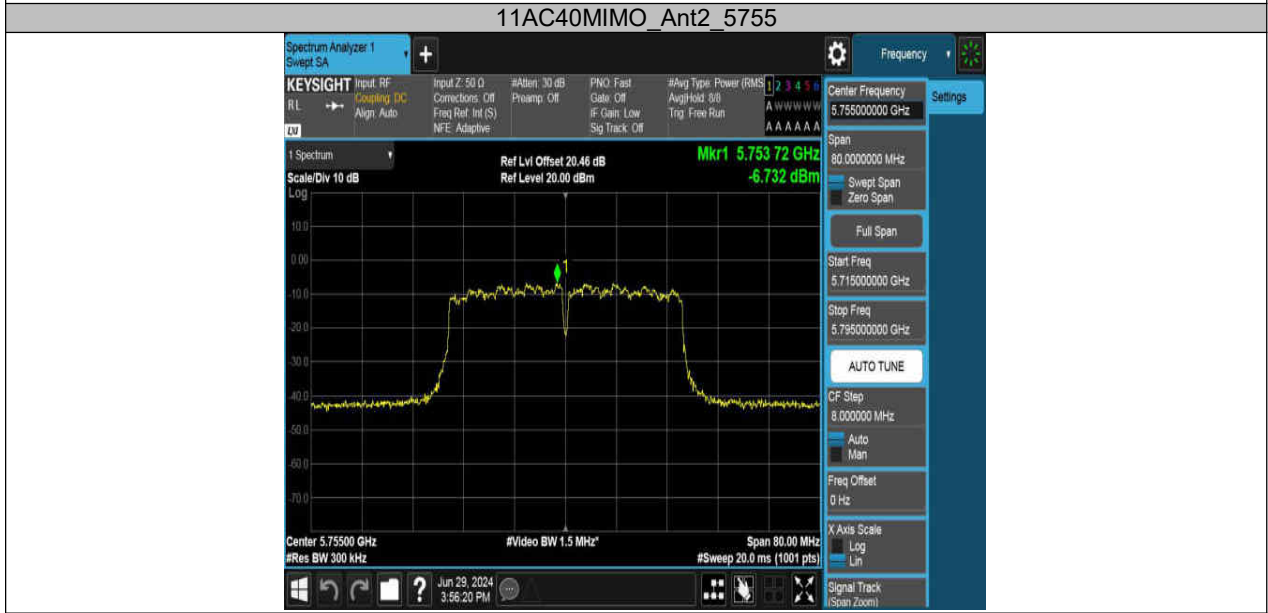 11AC40MIMO_Ant2_5755
Spectrum Analyzer 1
Swept SA
+
Frequency
KEYSIGHT
RL
LXI
Input: RF
Coupling: DC
Align: Auto
Input Z: 50 Ω
Corrections: Off
Freq Ref: Int (S)
NFE: Adaptive
#Atten: 30 dB
Preamp: Off
PNO: Fast
Gate: Off
IF Gain: Low
Sig Track: Off
#Avg Type: Power (RMS
Avg|Hold: 8/8
Trig: Free Run
1 2 3 4 5 6
A W W W W W
A A A A A A
1 Spectrum
Scale/Div 10 dB
Log
Ref Lvl Offset 20.46 dB
Ref Level 20.00 dBm
Mkr1 5.753 72 GHz
-6.732 dBm
10.0
0.00
-10.0
-20.0
-30.0
-40.0
-50.0
-60.0
-70.0
1
Center 5.75500 GHz
#Res BW 300 kHz
#Video BW 1.5 MHz*
Span 80.00 MHz
#Sweep 20.0 ms (1001 pts)
Center Frequency
5.755000000 GHz
Settings
Span
80.0000000 MHz
Swept Span
Zero Span
Full Span
Start Freq
5.715000000 GHz
Stop Freq
5.795000000 GHz
AUTO TUNE
CF Step
8.000000 MHz
Auto
Man
Freq Offset
0 Hz
X Axis Scale
Log
Lin
Signal Track
(Span Zoom)
?
Jun 29, 2024
3:56:20 PM